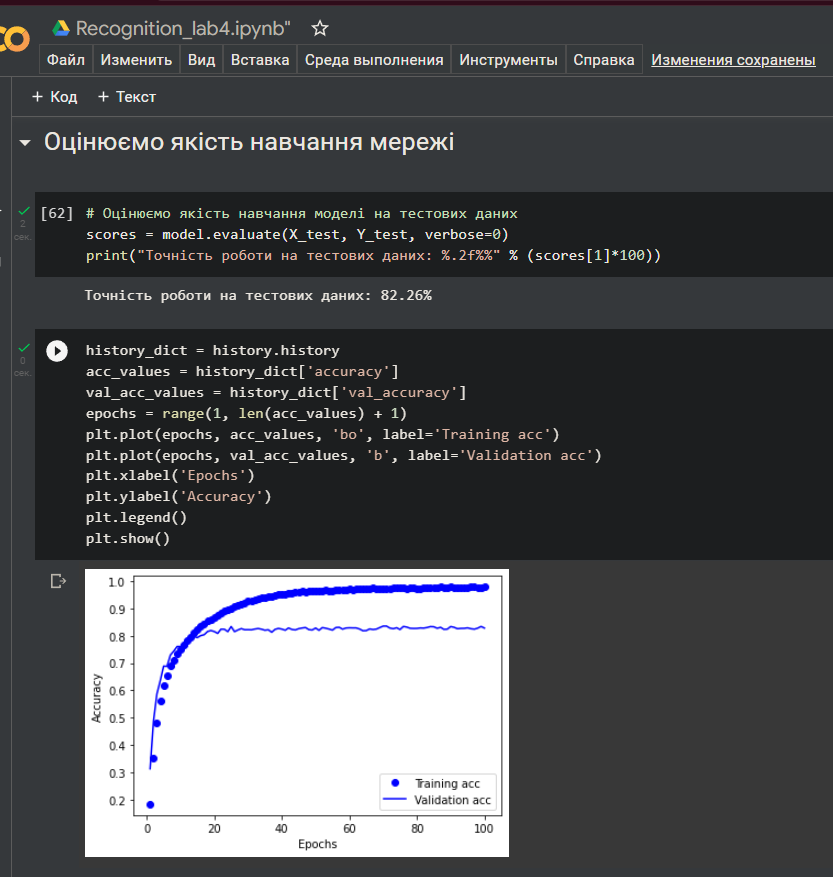 Recognition_lab4.ipynb"
Файл Изменить Вид Вставка Среда выполнения Инструменты Справка Изменения сохранены
+ Код + Текст
Оцінюємо якість навчання мережі
[62] # Оцінюємо якість навчання моделі на тестових даних
2
scores = model.evaluate(X_test, Y_test, verbose=0)
сек.
print("Точність роботи на тестових даних: %.2f%%" % (scores[1]*100))
Точність роботи на тестових даних: 82.26%
history_dict = history.history
0
acc_values = history_dict['accuracy']
сек.
val_acc_values = history_dict['val_accuracy']
epochs = range(1, len(acc_values) + 1)
plt.plot(epochs, acc_values, 'bo', label='Training acc')
plt.plot(epochs, val_acc_values, 'b', label='Validation acc')
plt.xlabel('Epochs')
plt.ylabel('Accuracy')
plt.legend()
plt.show()
1.0
0.9
0.8
0.7
0.6
0.5
0.4
0.3
0.2
Accuracy
Training acc
Validation acc
0 20 40 60 80 100
Epochs